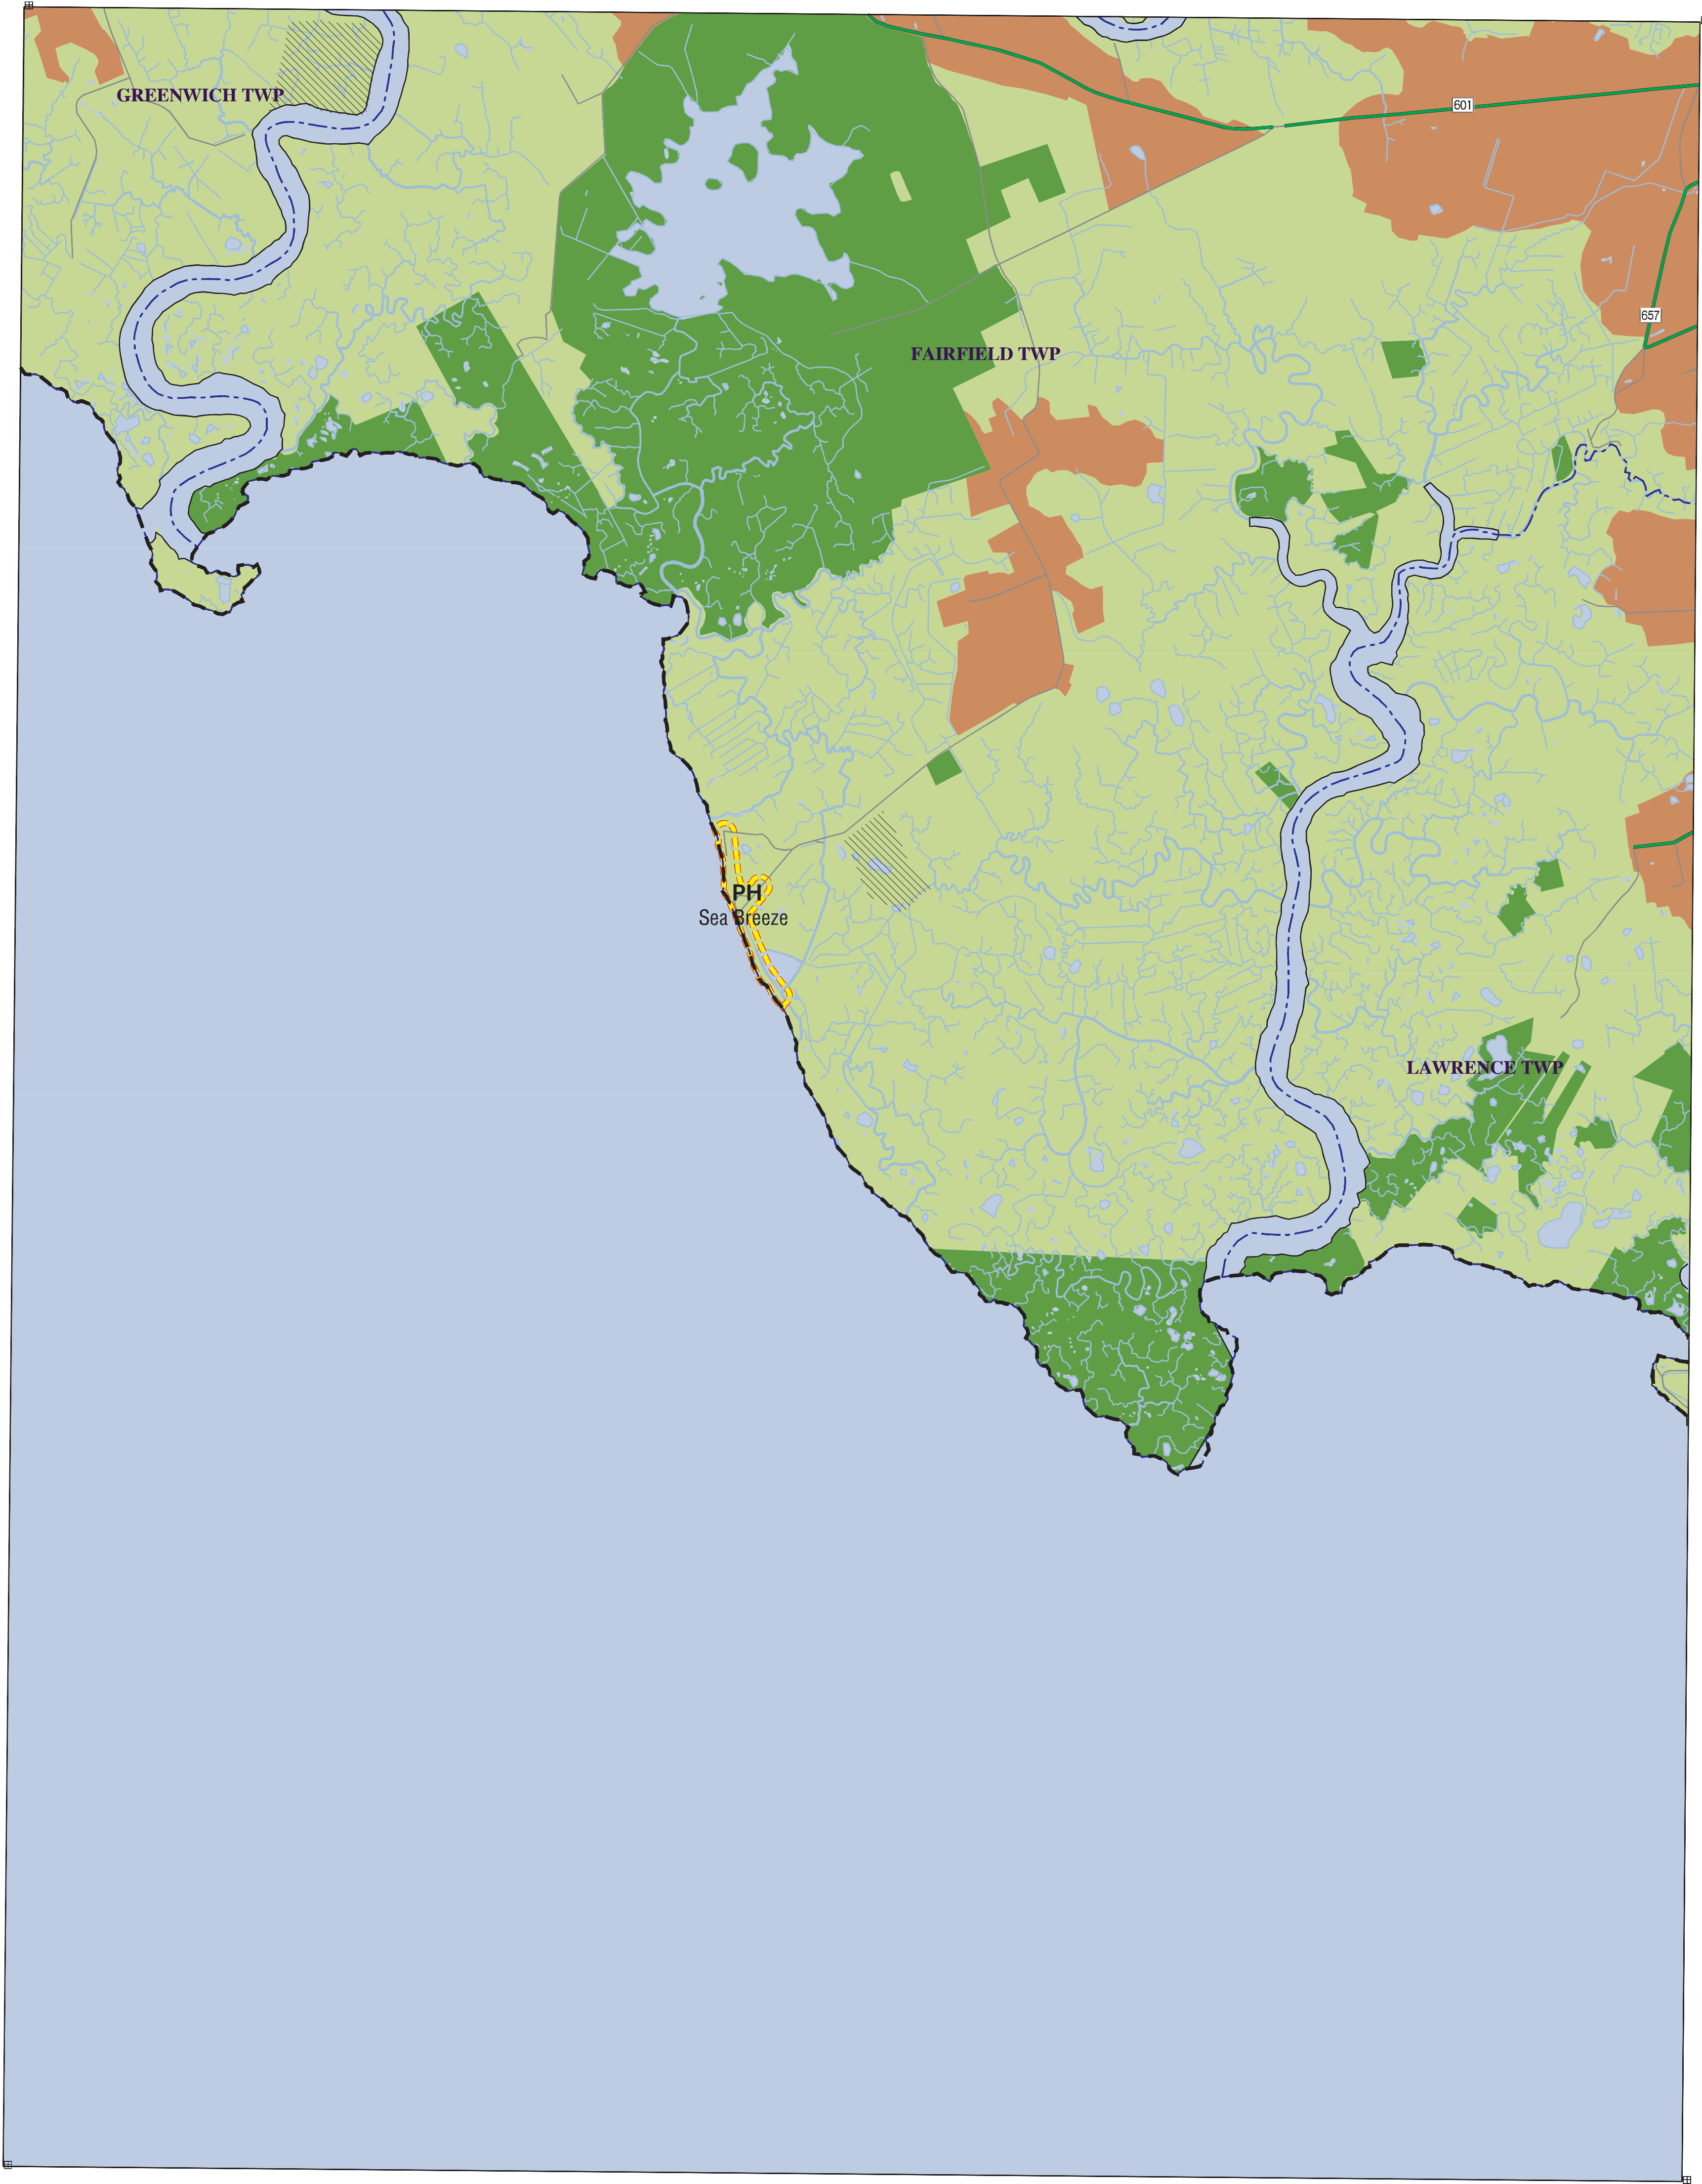 GREENWICH TWP
601
657
FAIRFIELD TWP
PH
Sea Breeze
LAWRENCE TWP